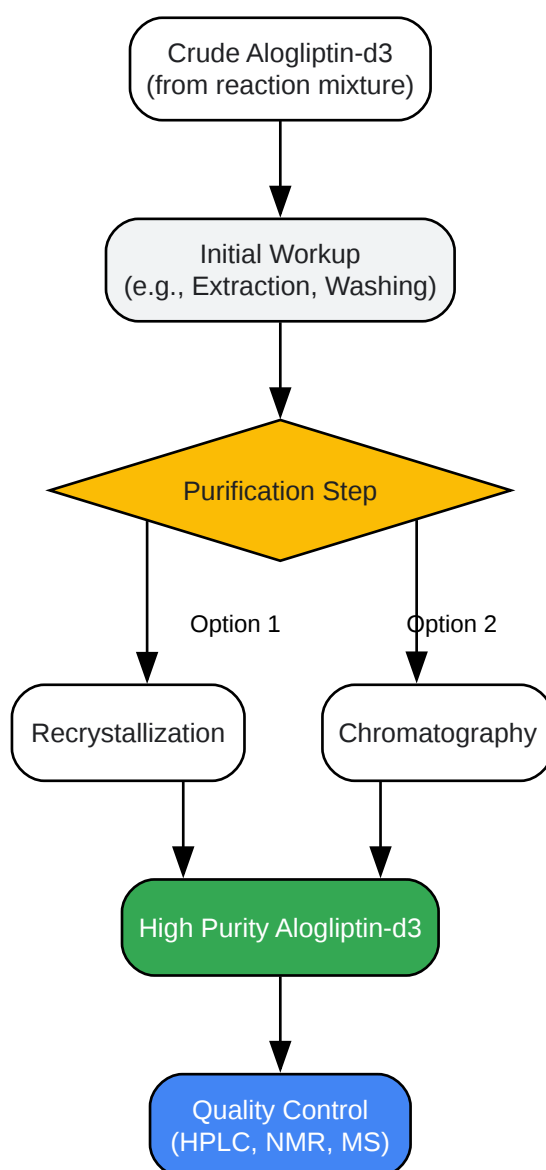 Crude Alogliptin-d3
(from reaction mixture)
Initial Workup
(e.g., Extraction, Washing)
Purification Step
Option 1
Option 2
Recrystallization
Chromatography
High Purity Alogliptin-d3
Quality Control
(HPLC, NMR, MS)